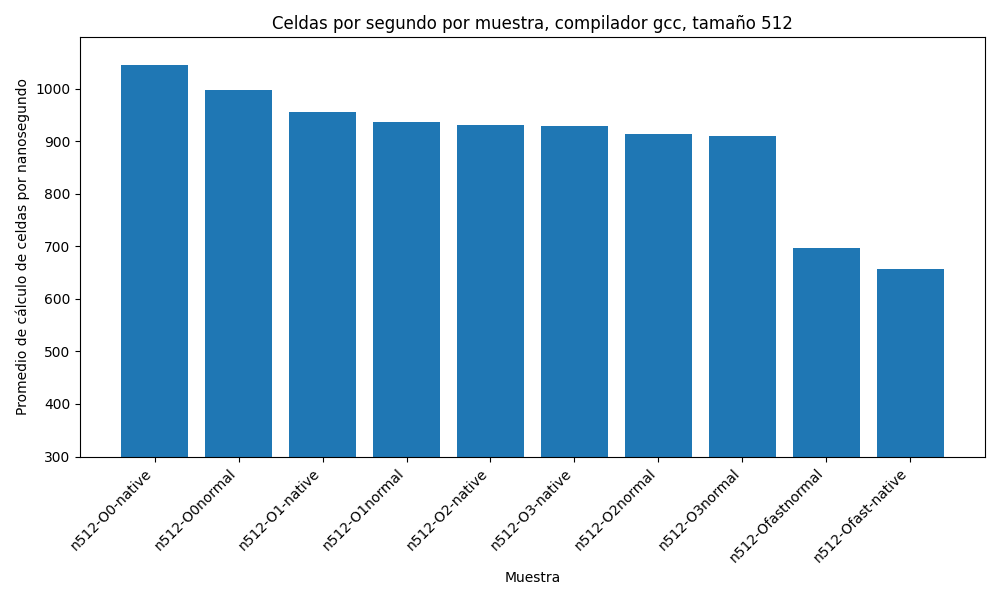 Celdas por segundo por muestra, compilador gcc, tamaño 512
Promedio de cálculo de celdas por nanosegundo
1000
900
800
700
600
500
400
300
n512-O0-native
n512-O0normal
n512-O1-native
n512-O1normal
n512-O2-native
n512-O3-native
n512-O2normal
n512-O3normal
n512-Ofastnormal
n512-Ofast-native
Muestra